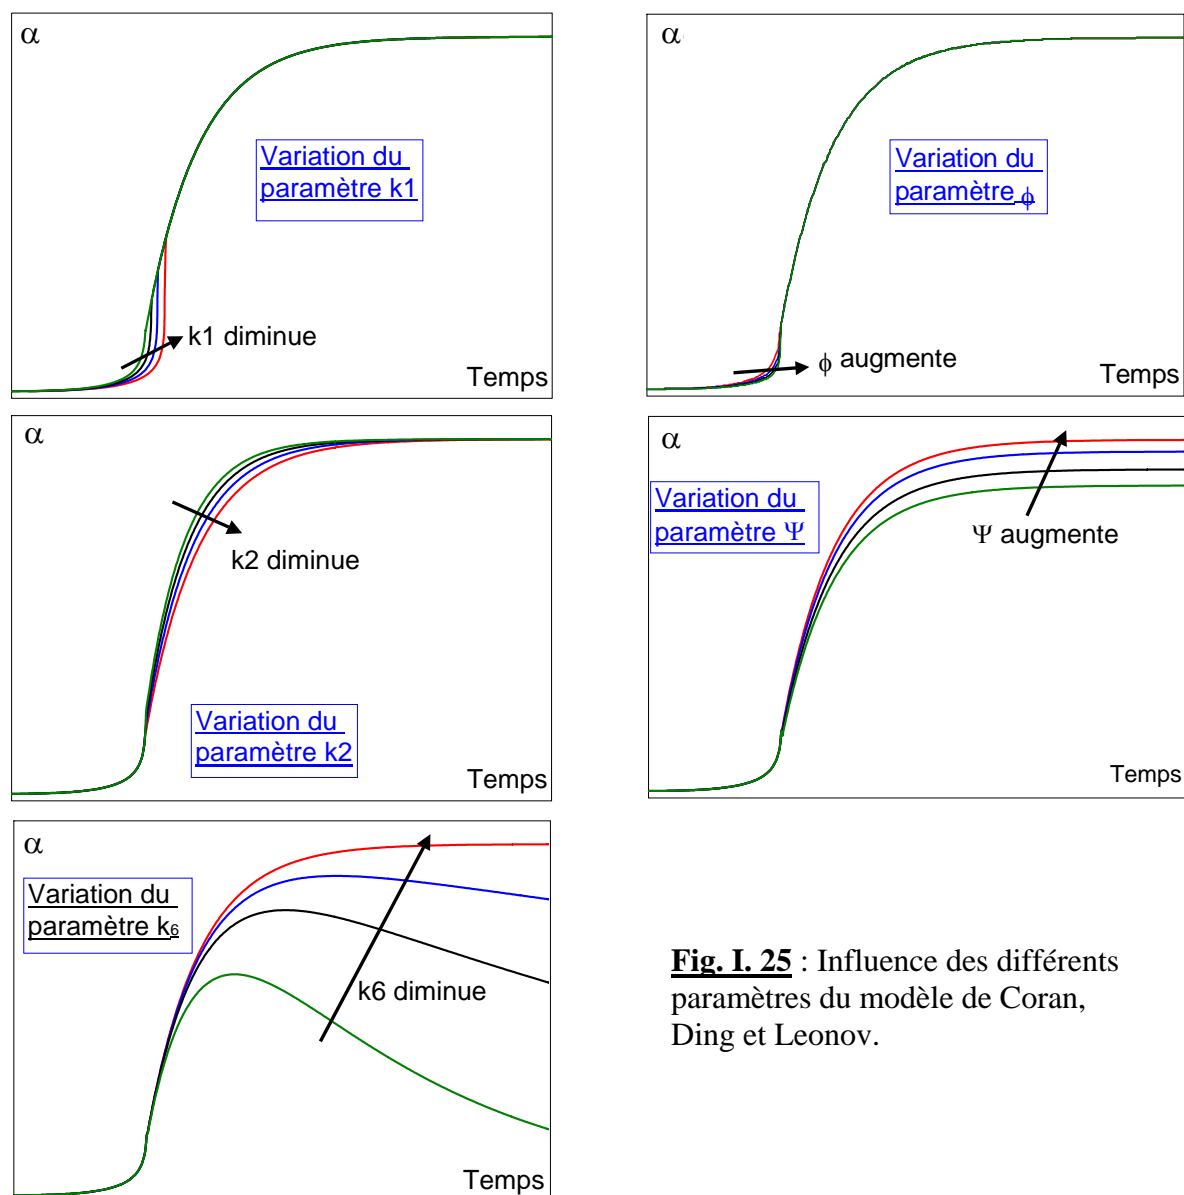 α
Variation du
paramètre k1
k1 diminue
Temps
α
Variation du
paramètre ϕ
ϕ augmente
Temps
α
k2 diminue
Variation du
paramètre k2
Temps
α
Variation du
paramètre Ψ
Ψ augmente
Temps
α
Variation du
paramètre k6
k6 diminue
Temps
Fig. I. 25 : Influence des différents
paramètres du modèle de Coran,
Ding et Leonov.